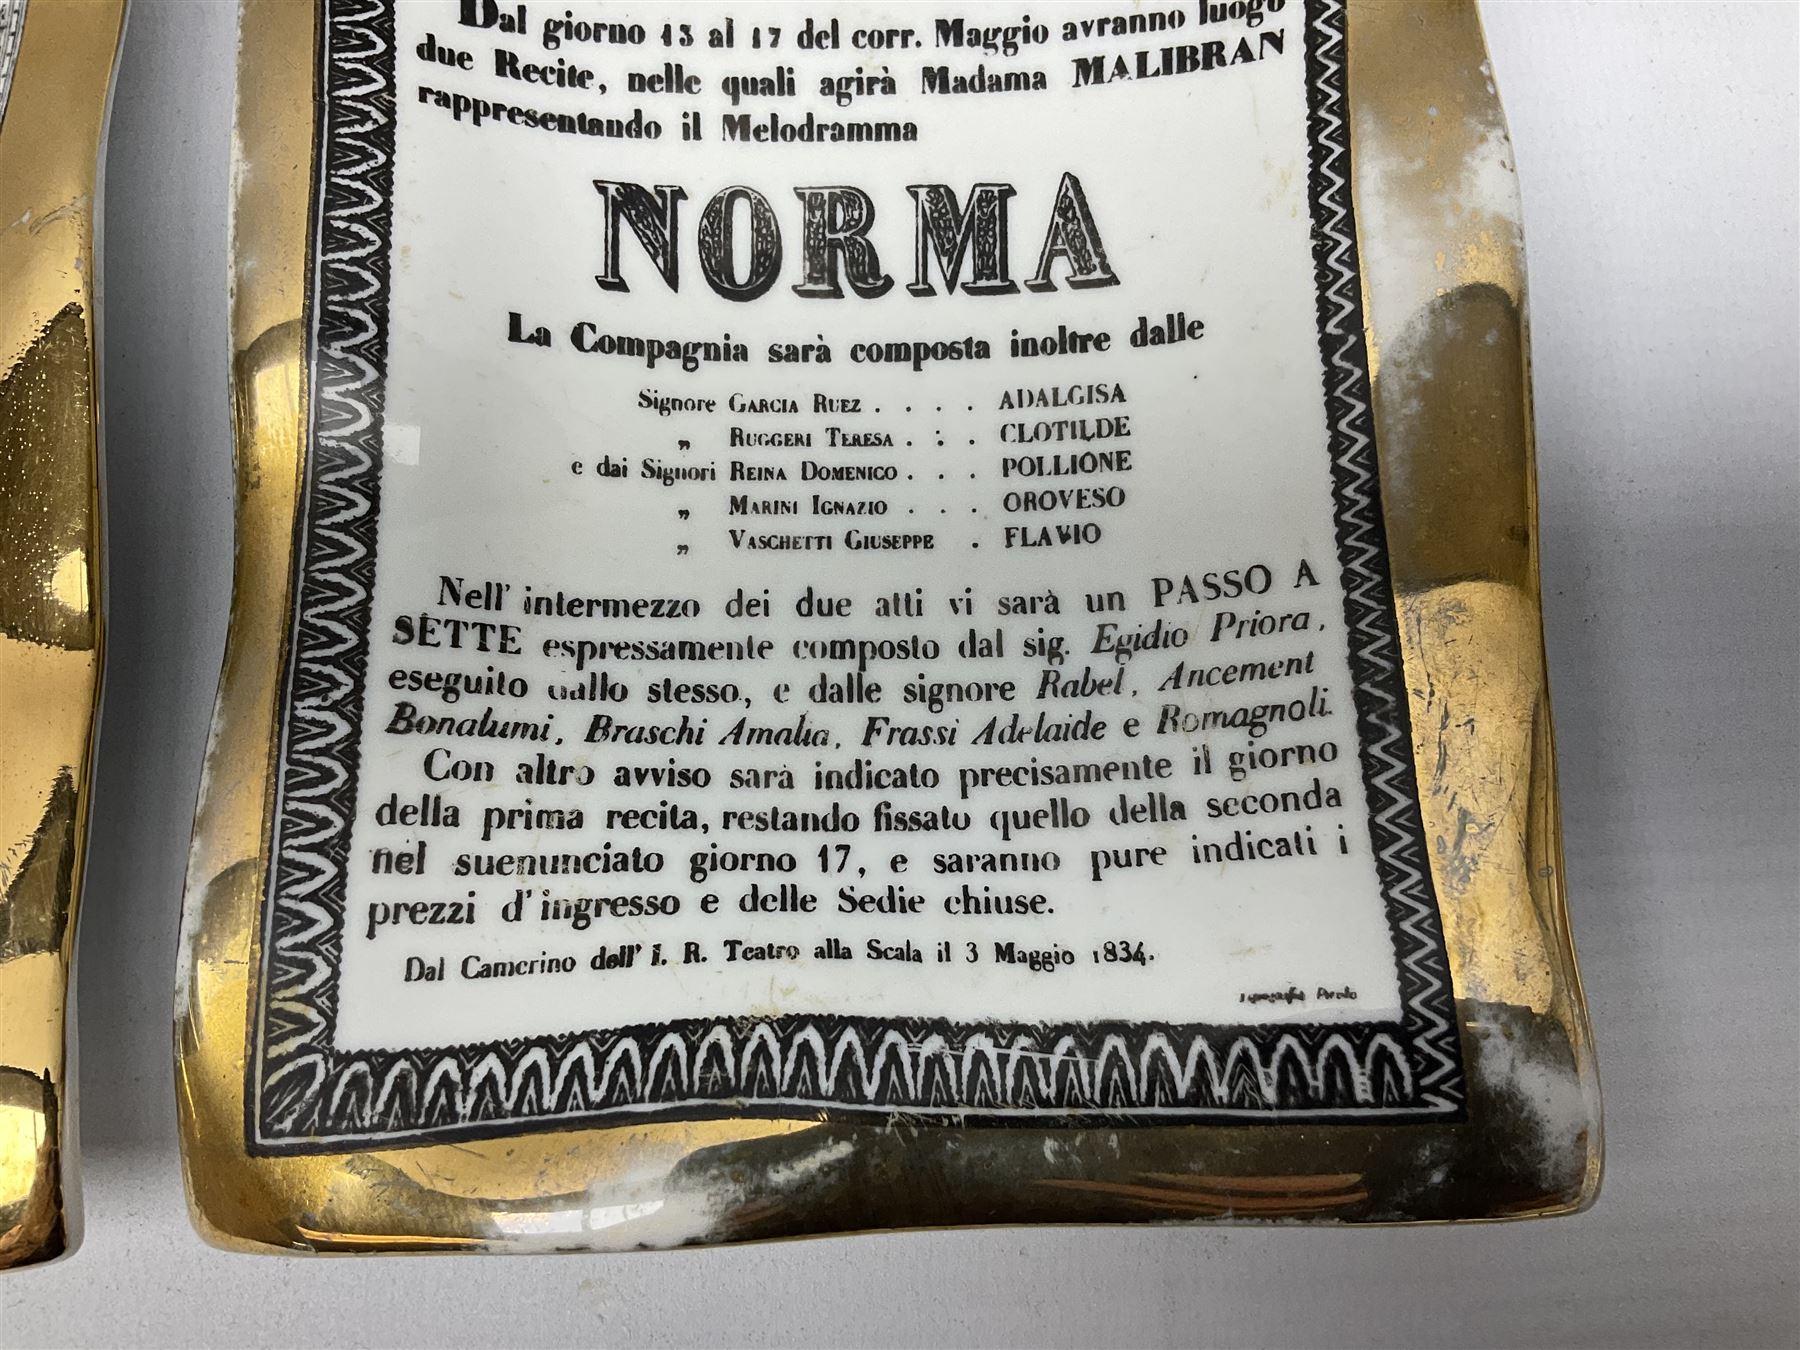 Dal giorno 13 al 17 del corr. Maggio avranno luogo
due Recite, nelle quali agirà Madama MALIBRAN
rappresentando il Melodramma
NORMA
La Compagnia sarà composta inoltre dalle
Signore GARCIA RUEZ . . . . ADALGISA
„ RUGGERI TERESA . . . CLOTILDE
e dai Signori REINA DOMENICO . . . POLLIONE
„ MARINI IGNAZIO . . . OROVESO
„ VASCHETTI GIUSEPPE . FLAVIO
Nell' intermezzo dei due atti vi sarà un PASSO A
SETTE espressamente composto dal sig. Egidio Priora,
eseguito dallo stesso, e dalle signore Rabel, Ancement
Bonalumi, Braschi Amalia, Frassi Adelaide e Romagnoli.
Con altro avviso sarà indicato precisamente il giorno
della prima recita, restando fissato quello della seconda
nel suenunciato giorno 17, e saranno pure indicati i
prezzi d'ingresso e delle Sedie chiuse.
Dal Camerino dell' I. R. Teatro alla Scala il 3 Maggio 1834.